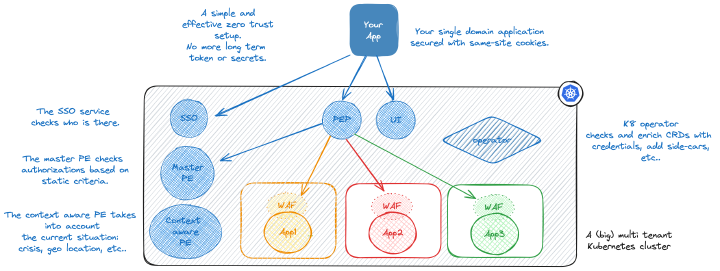 A simple and
effective zero trust
setup.
No more long term
token or secrets.
Your
App
Your single domain application
secured with same-site cookies.
The SSO service
checks who is there.
SSO
PEP
UI
operator
K8 operator
checks and enrich CRDs with
credentials, add side-cars,
etc..
The master PE checks
authorizations based on
static criteria.
Master
PE
The context aware PE takes
into account
the current situation:
crisis, geo location, etc..
Context
aware
PE
WAF
App1
WAF
App2
WAF
App3
A (big) multi tenant
Kubernetes cluster